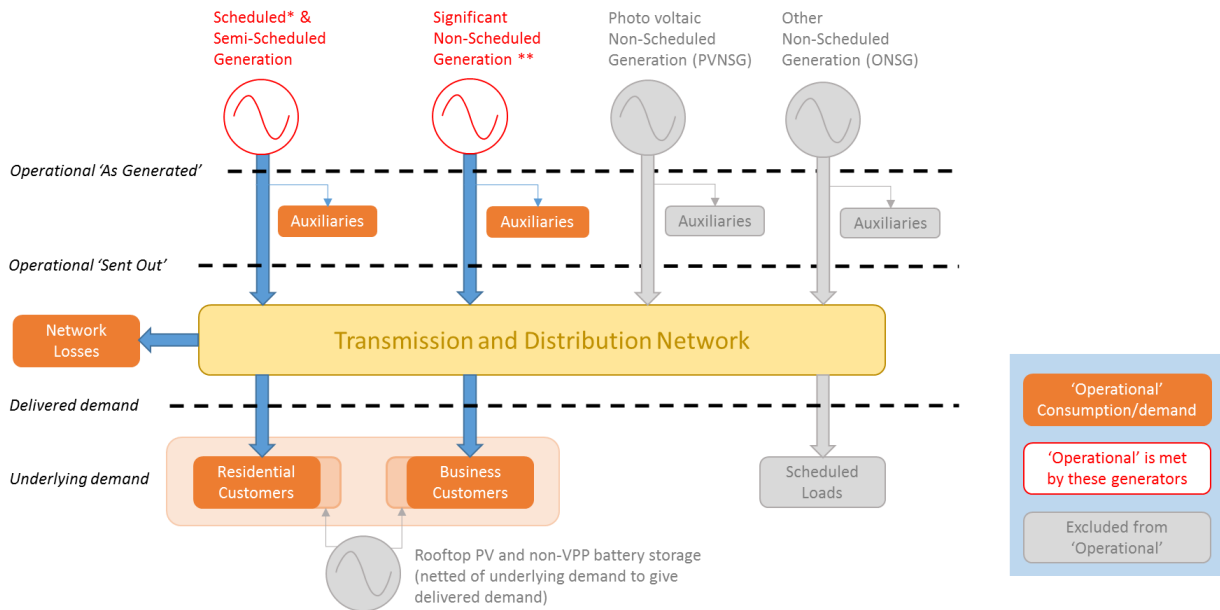 Scheduled* &
Semi-Scheduled
Generation
Significant
Non-Scheduled
Generation **
Photo voltaic
Non-Scheduled
Generation (PVNSG)
Other
Non-Scheduled
Generation (ONSG)
Operational ‘As Generated’
Auxiliaries
Auxiliaries
Auxiliaries
Auxiliaries
Operational ‘Sent Out’
Network
Losses
Transmission and Distribution Network
Delivered demand
Underlying demand
Residential
Customers
Business
Customers
Scheduled
Loads
Rooftop PV and non-VPP battery storage
(netted of underlying demand to give
delivered demand)
‘Operational’
Consumption/demand
‘Operational’ is met
by these generators
Excluded from
‘Operational’